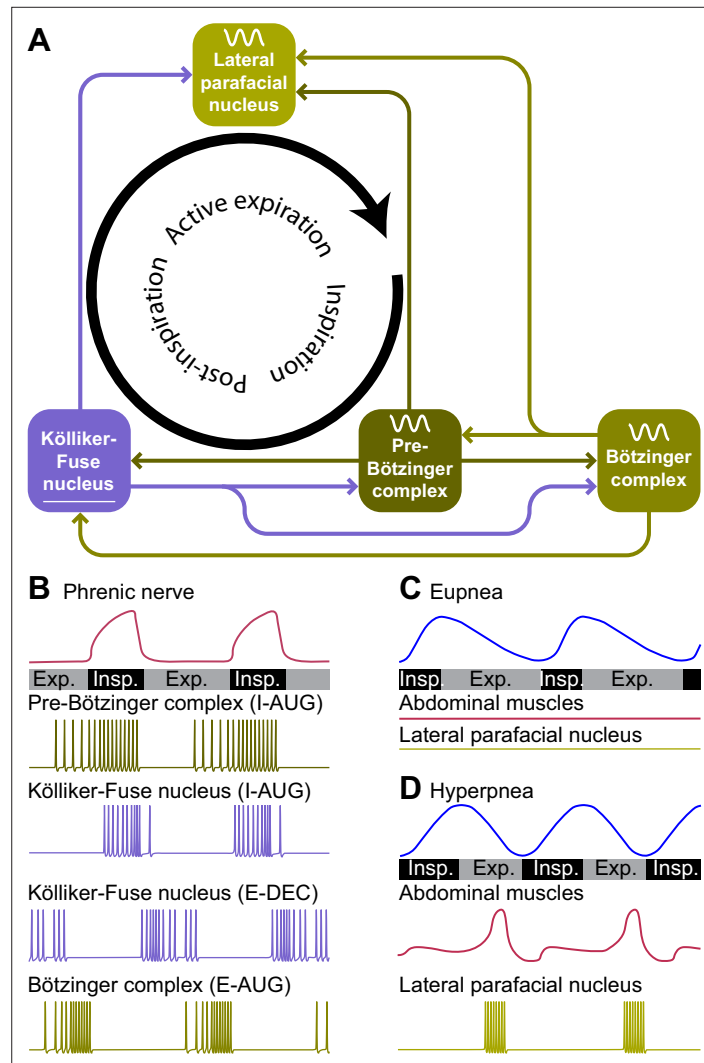 A
Lateral
parafacial
nucleus
Active expiration
Inspiration
Post-inspiration
Kölliker-
Fuse
nucleus
Pre-
Bötzinger
complex
Bötzinger
complex
B Phrenic nerve
Exp. Insp. Exp. Insp.
Pre-Bötzinger complex (I-AUG)
Kölliker-Fuse nucleus (I-AUG)
Kölliker-Fuse nucleus (E-DEC)
Bötzinger complex (E-AUG)
C Eupnea
Insp. Exp. Insp. Exp.
Abdominal muscles
Lateral parafacial nucleus
D Hyperpnea
Insp. Exp. Insp. Exp. Insp.
Abdominal muscles
Lateral parafacial nucleus